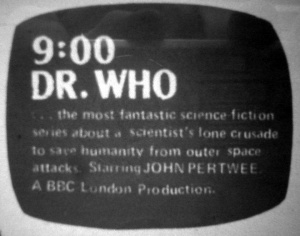 9:00
DR. WHO
. . . the most fantastic science fiction
series about a scientist's lone crusade
to save humanity from outer space
attacks. Starring JOHN PERTWEE.
A BBC London Production.